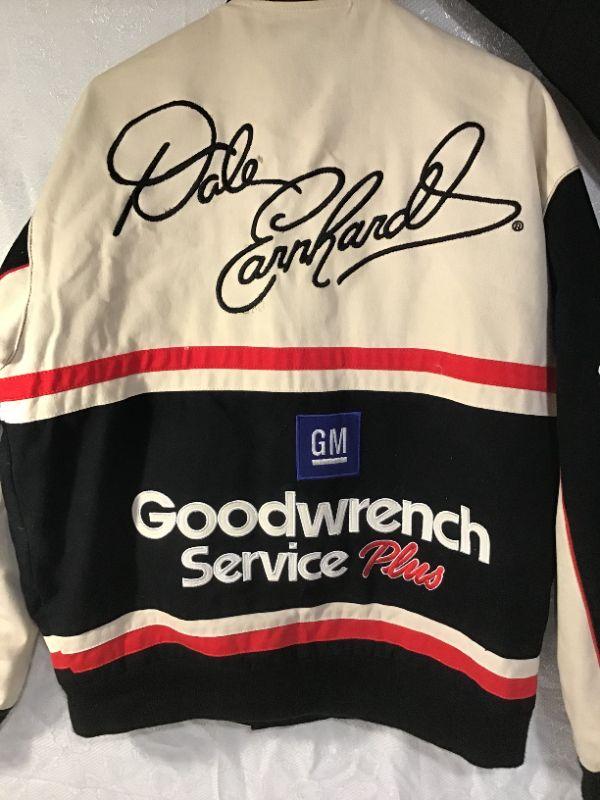 Dale
Earnhardt®
GM
Goodwrench
Service Plus